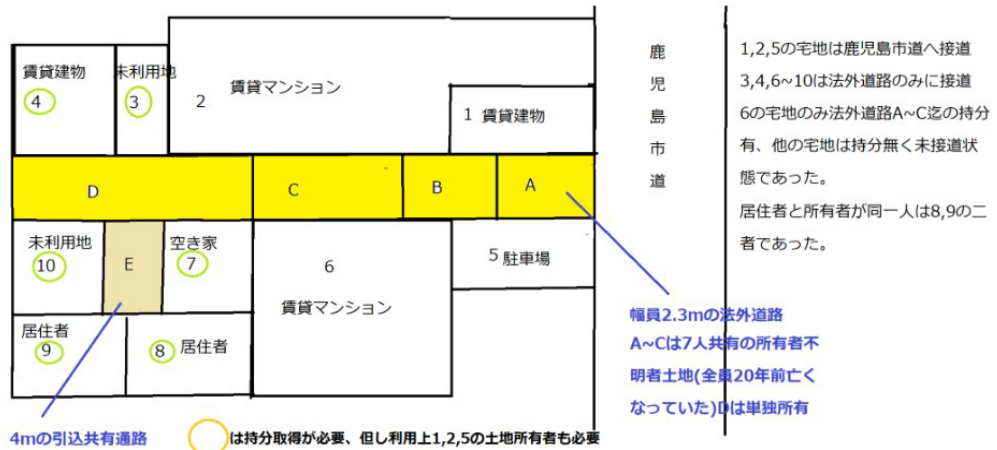 鹿
児
島
市
道
1,2,5の宅地は鹿児島市道へ接道
3,4,6~10は法外道路のみに接道
6の宅地のみ法外道路A~C迄の持分
有、他の宅地は持分無く未接道状
態であった。
居住者と所有者が同一人は8,9の二
者であった。
賃貸建物
4
未利用地
3
2
賃貸マンション
1 賃貸建物
D
C
B
A
未利用地
10
E
空き家
7
6
賃貸マンション
5 駐車場
居住者
9
8 居住者
幅員2.3mの法外道路
A~Cは7人共有の所有者不
明者土地(全員20年前亡く
なっていた)Dは単独所有
4mの引込共有通路
は持分取得が必要、但し利用上1,2,5の土地所有者も必要